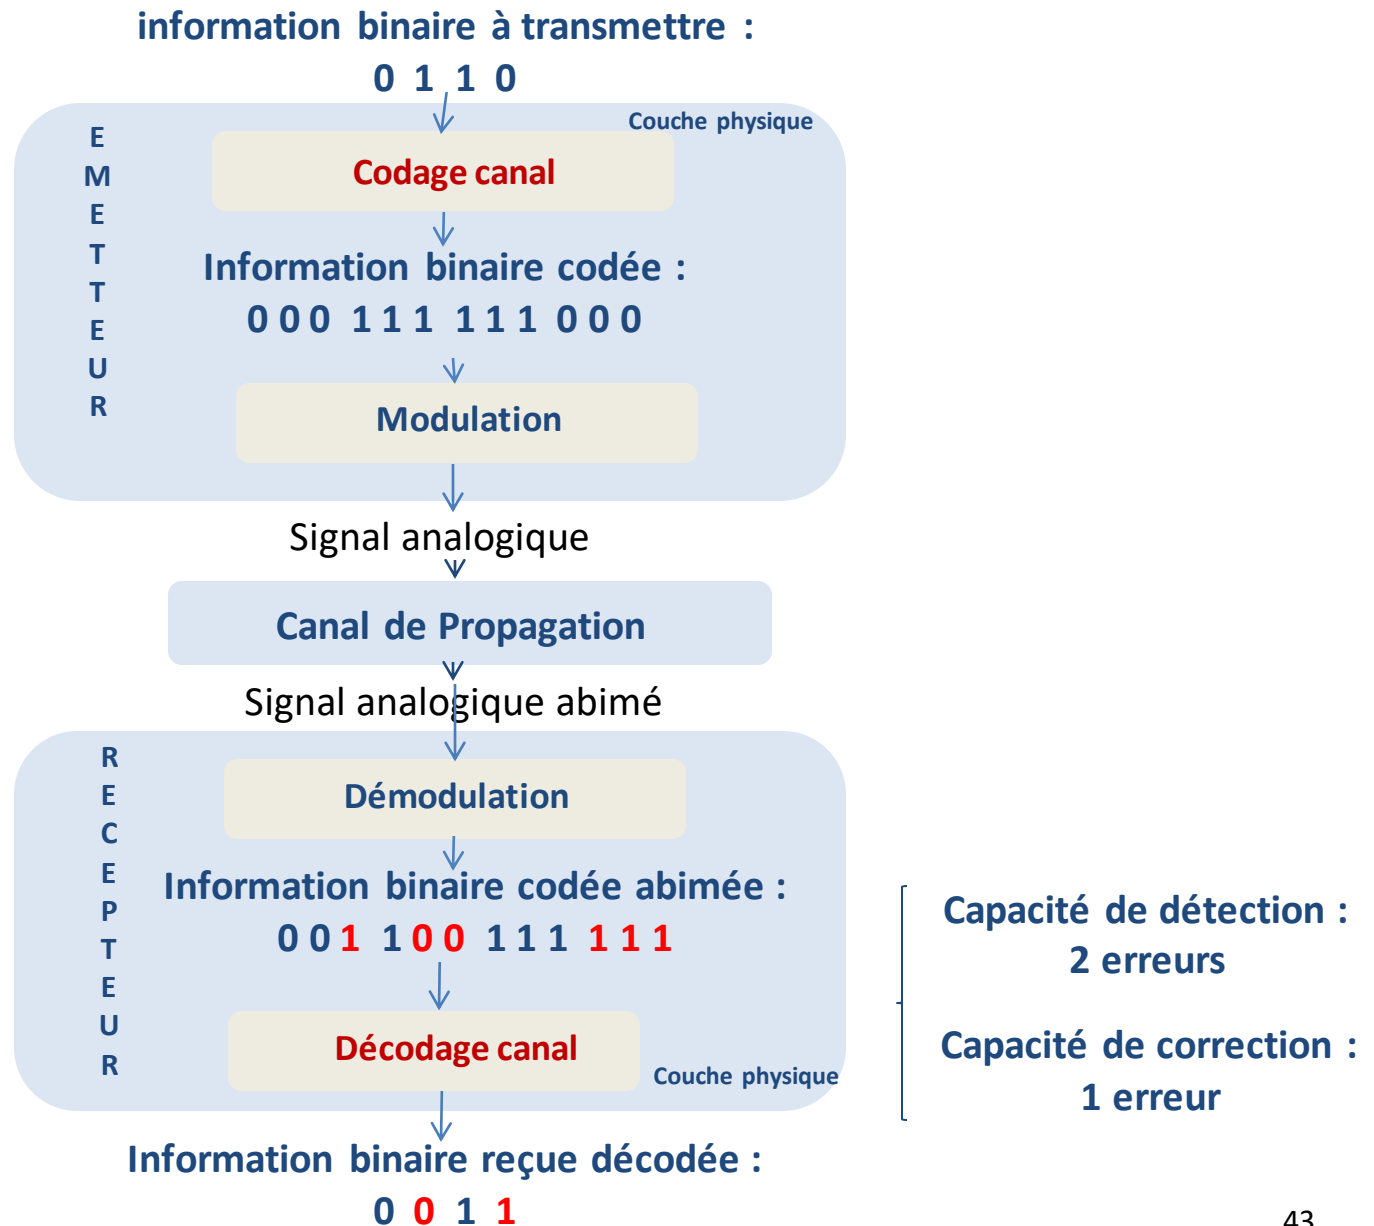 information binaire à transmettre :
0 1 1 0
Couche physique
E
M
E
T
T
E
U
R
Codage canal
Information binaire codée :
0 0 0 1 1 1 1 1 1 0 0 0
Modulation
Signal analogique
Canal de Propagation
Signal analogique abimé
R
E
C
E
P
T
E
U
R
Démodulation
Information binaire codée abimée :
0 0 1 1 0 0 1 1 1 1 1 1
Décodage canal
Couche physique
Capacité de détection :
2 erreurs
Capacité de correction :
1 erreur
Information binaire reçue décodée :
0 0 1 1
43